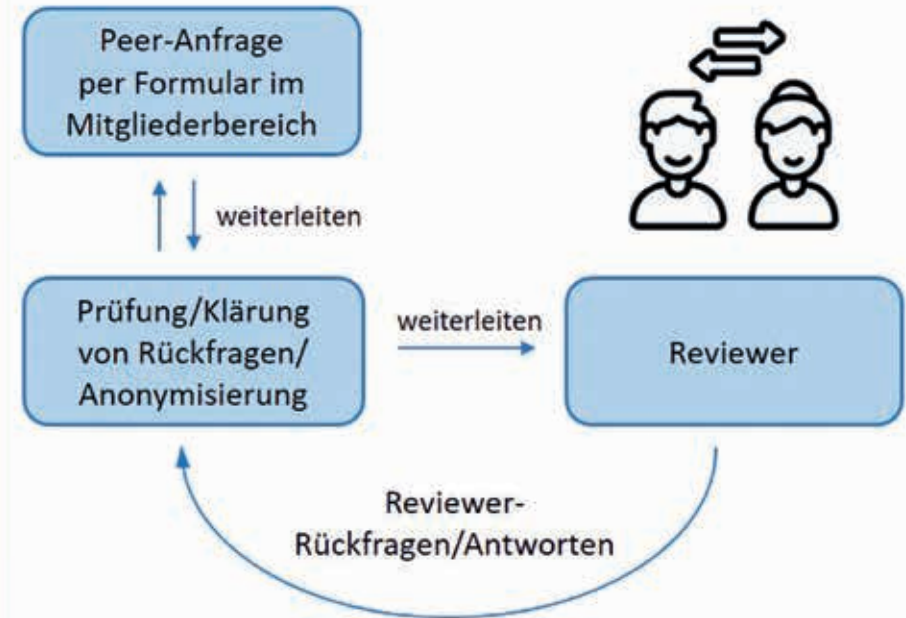 Peer-Anfrage
per Formular im
Mitgliederbereich
weiterleiten
Prüfung/Klärung
von Rückfragen/
Anonymisierung
weiterleiten
Reviewer
Reviewer-
Rückfragen/Antworten